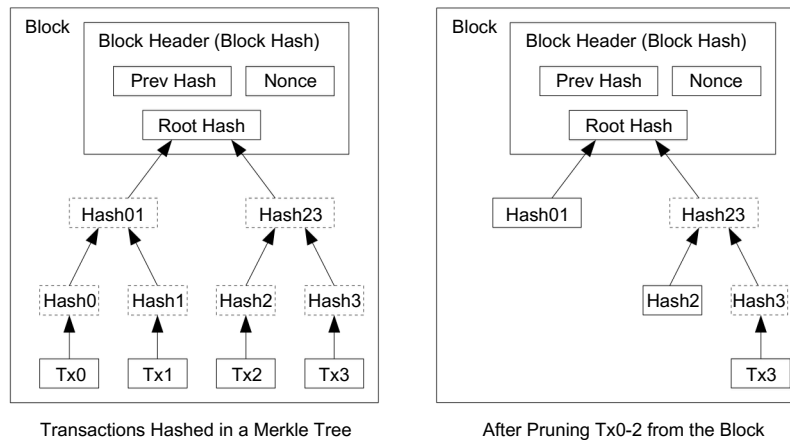 Block
Block Header (Block Hash)
Prev Hash
Nonce
Root Hash
Hash01
Hash23
Hash0
Hash1
Hash2
Hash3
Tx0
Tx1
Tx2
Tx3
Transactions Hashed in a Merkle Tree
Block
Block Header (Block Hash)
Prev Hash
Nonce
Root Hash
Hash01
Hash23
Hash2
Hash3
Tx3
After Pruning Tx0-2 from the Block